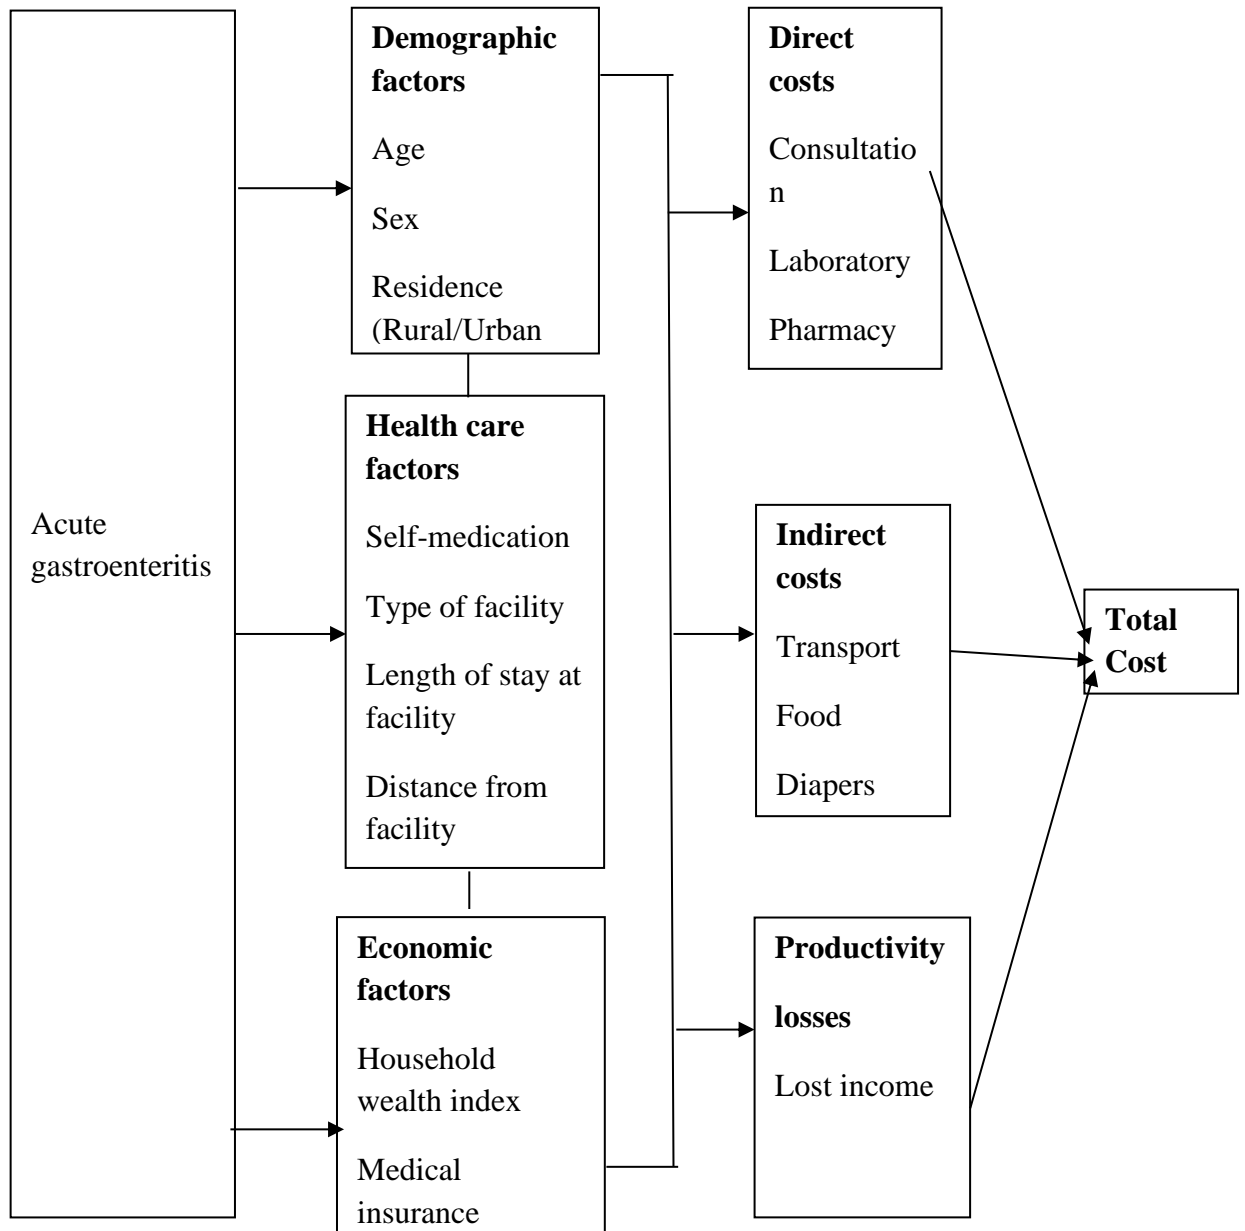 Acute
gastroenteritis
Demographic
factors
Age
Sex
Residence
(Rural/Urban
Health care
factors
Self-medication
Type of facility
Length of stay at
facility
Distance from
facility
Economic
factors
Household
wealth index
Medical
insurance
Direct
costs
Consultatio
n
Laboratory
Pharmacy
Indirect
costs
Transport
Food
Diapers
Productivity
losses
Lost income
Total
Cost